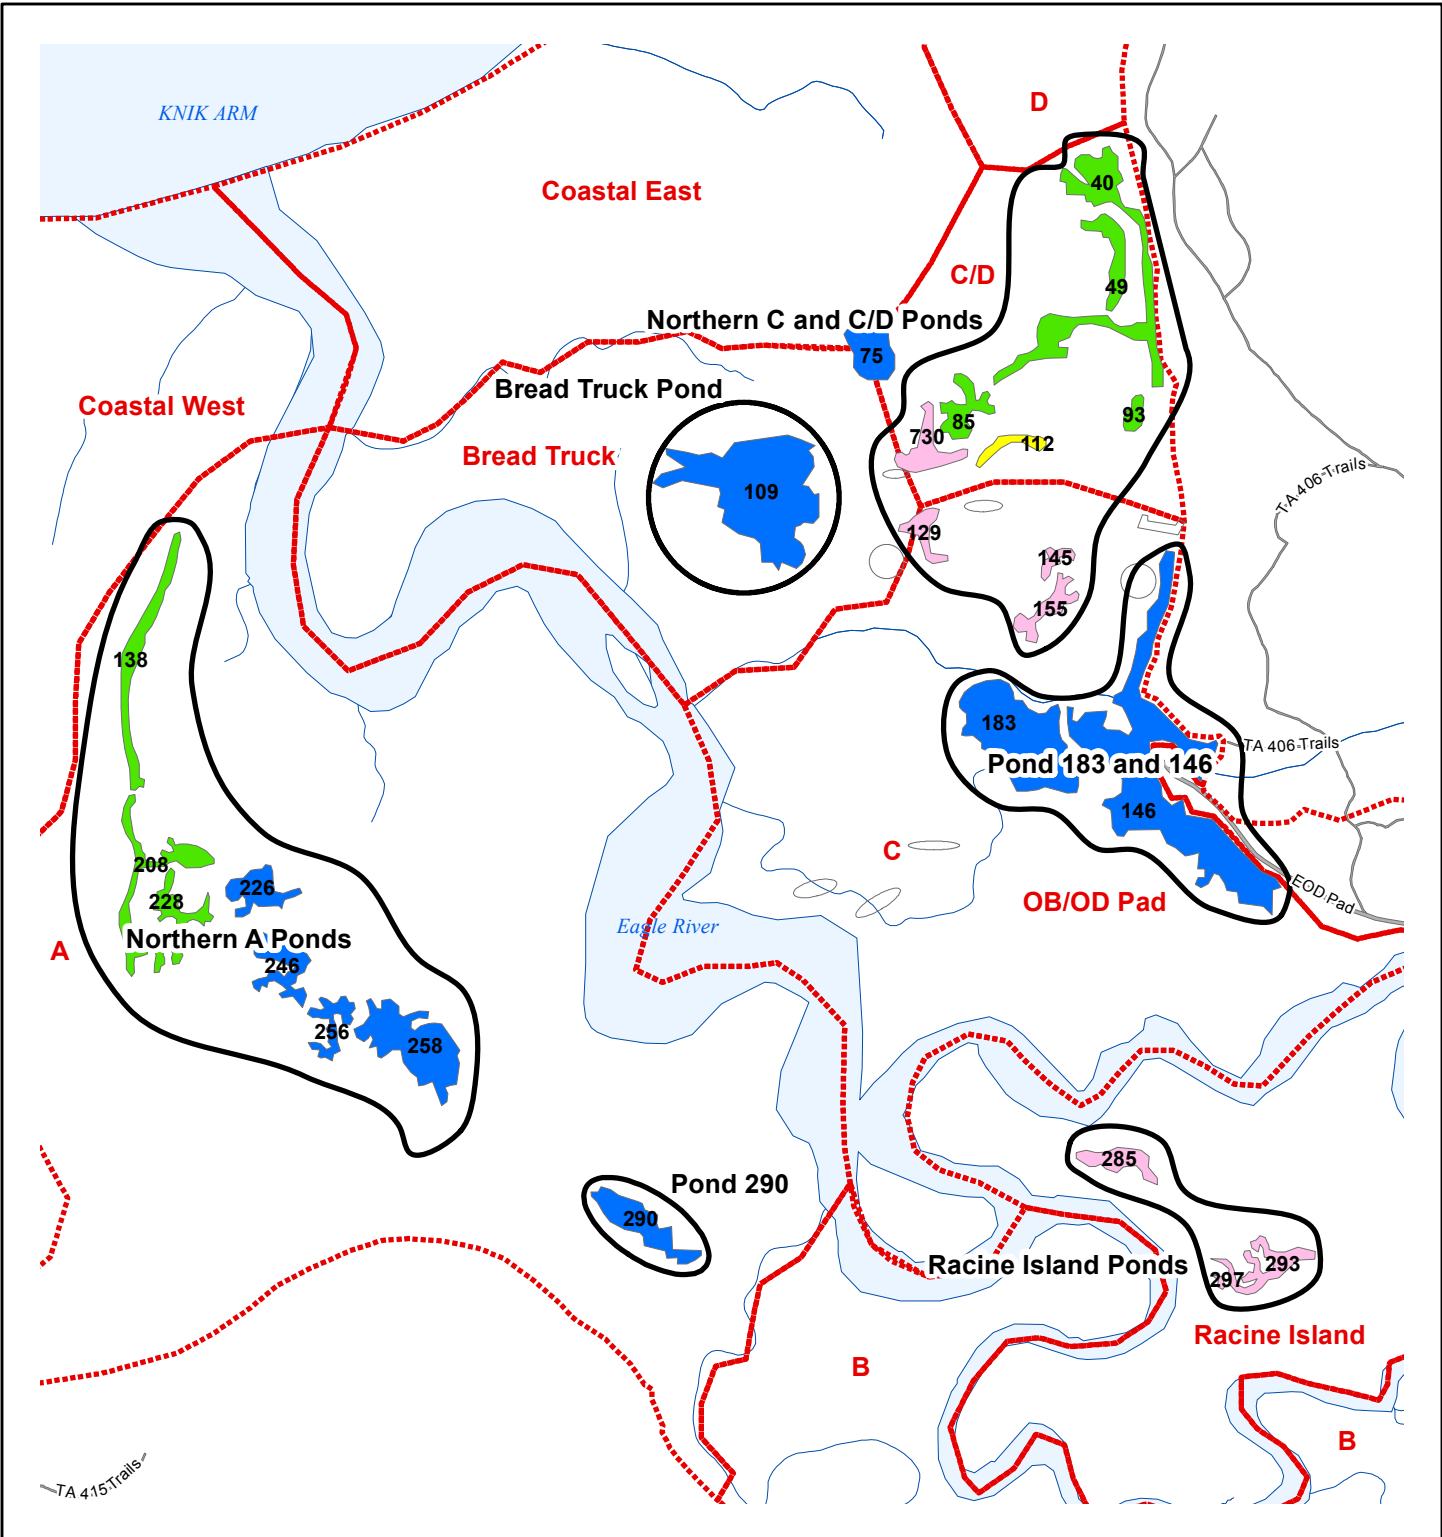 D
KNIK ARM
40
Coastal East
C/D
49
Northern C and C/D Ponds
75
Bread Truck Pond
Coastal West
93
85
730
112
Bread Truck
TA 406-Trails
109
129
145
155
138
183
TA 406-Trails
Pond 183 and 146
146
C
208
226
EOD Pad
228
OB/OD Pad
Eagle River
Northern A Ponds
A
246
256
258
285
Pond 290
290
Racine Island Ponds
293
297
Racine Island
B
B
TA 415-Trails